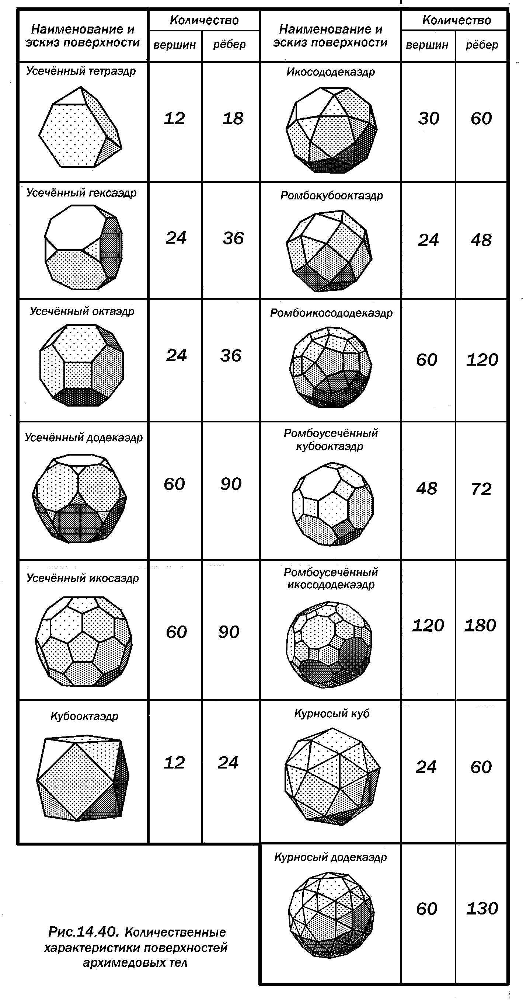 Наименование и
эскиз поверхности
Количество
вершин рёбер
Наименование и
эскиз поверхности
Количество
вершин рёбер
Усечённый тетраэдр
12 18
Икосододекаэдр
30 60
Усечённый гексаэдр
24 36
Ромбокубооктаэдр
24 48
Усечённый октаэдр
24 36
Ромбоикосододекаэдр
60 120
Усечённый додекаэдр
60 90
Ромбоусечённый
кубооктаэдр
48 72
Усечённый икосаэдр
60 90
Ромбоусечённый
икосододекаэдр
120 180
Кубооктаэдр
12 24
Курносый куб
24 60
Курносый додекаэдр
60 130
Рис.14.40. Количественные
характеристики поверхностей
архимедовых тел